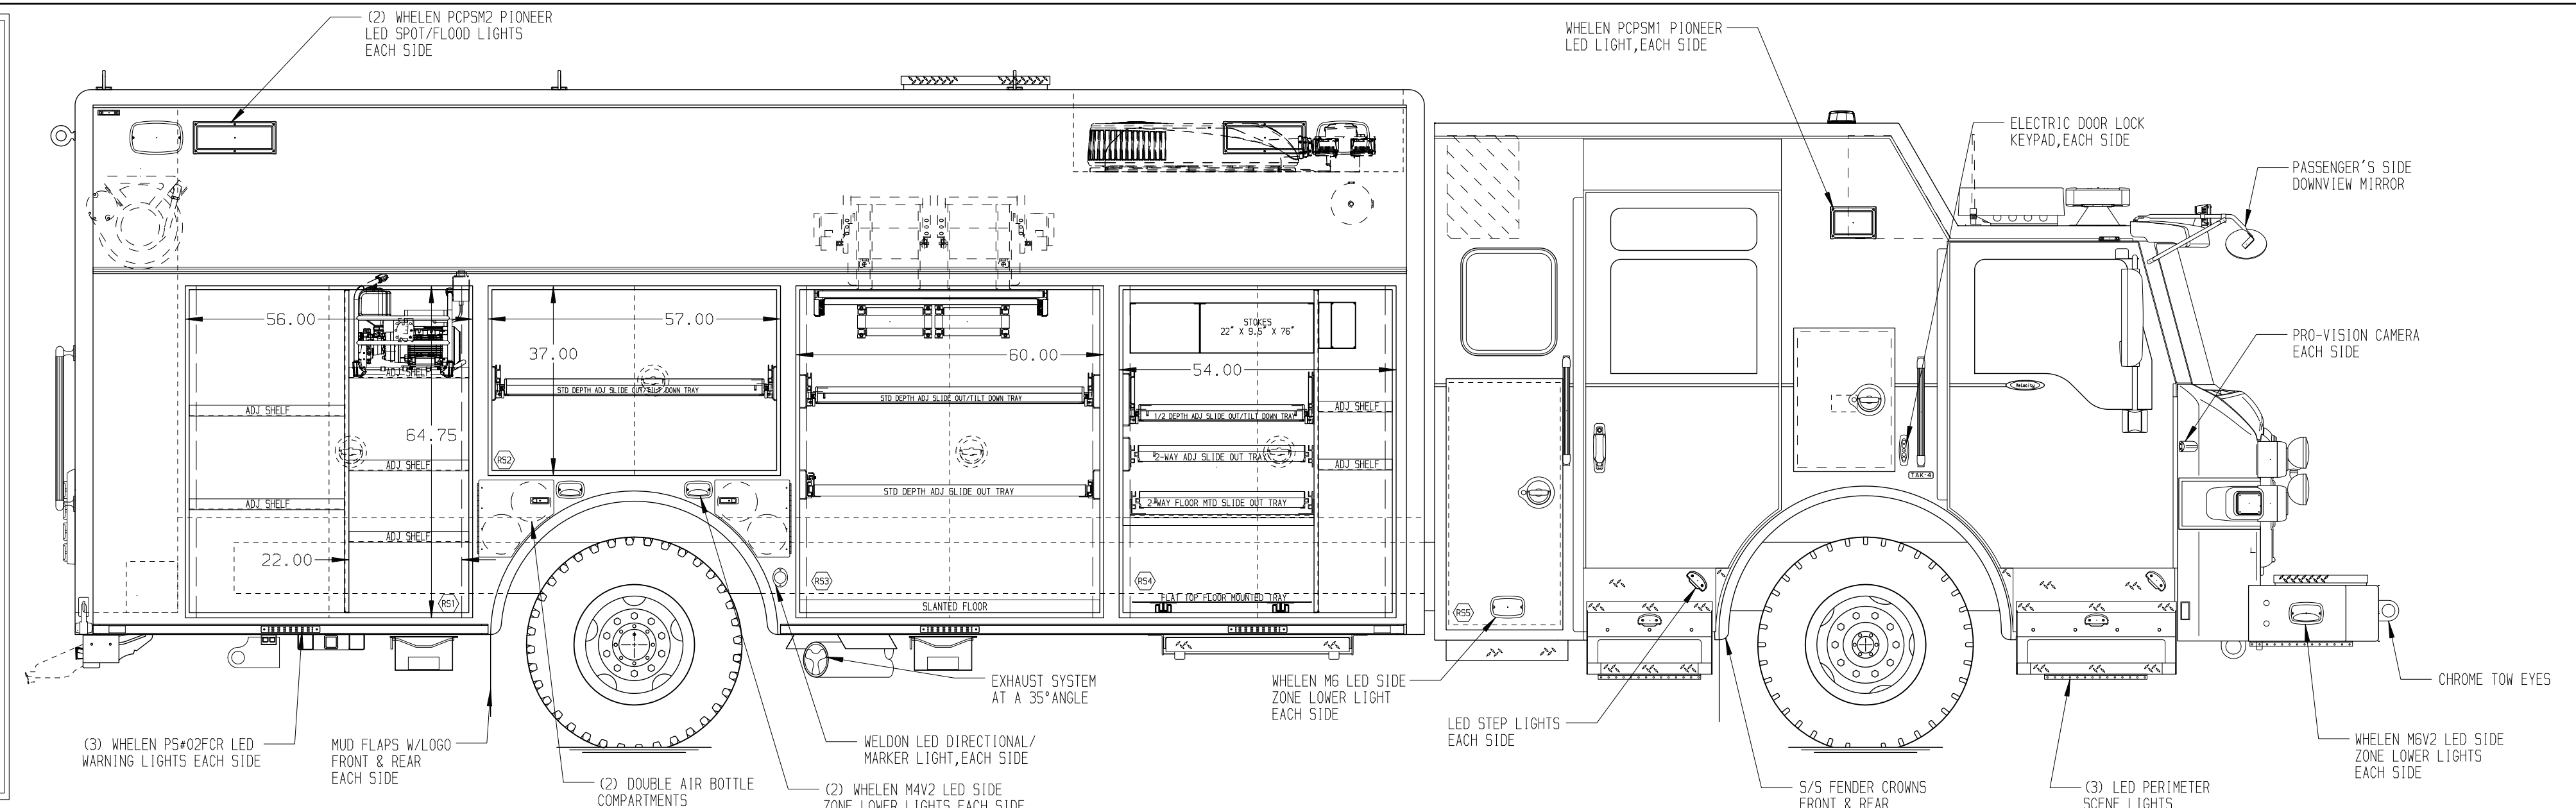 (2) WHELEN PCPSM2 PIONEER
LED SPOT/FLOOD LIGHTS
EACH SIDE
WHELEN PCPSM1 PIONEER
LED LIGHT,EACH SIDE
ELECTRIC DOOR LOCK
KEYPAD,EACH SIDE
PASSENGER'S SIDE
DOWNVIEW MIRROR
PRO-VISION CAMERA
EACH SIDE
56.00
ADJ SHELF
ADJ SHELF
64.75
ADJ SHELF
ADJ SHELF
ADJ SHELF
22.00
RS1
57.00
37.00
STD DEPTH ADJ SLIDE OUT/TILT DOWN TRAY
RS2
60.00
STD DEPTH ADJ SLIDE OUT/TILT DOWN TRAY
STD DEPTH ADJ SLIDE OUT TRAY
RS3
SLANTED FLOOR
STOKES
22" X 9.5" X 76"
54.00
1/2 DEPTH ADJ SLIDE OUT/TILT DOWN TRAY
ADJ SHELF
2-WAY ADJ SLIDE OUT TRAY
ADJ SHELF
2-WAY FLOOR MTD SLIDE OUT TRAY
RS4
FLAT TOP FLOOR MOUNTED TRAY
RS5
Velocity
TAK-4
(3) WHELEN PS#02FCR LED
WARNING LIGHTS EACH SIDE
MUD FLAPS W/LOGO
FRONT & REAR
EACH SIDE
(2) DOUBLE AIR BOTTLE
COMPARTMENTS
(2) WHELEN M4V2 LED SIDE
ZONE LOWER LIGHTS EACH SIDE
WELDON LED DIRECTIONAL/
MARKER LIGHT,EACH SIDE
EXHAUST SYSTEM
AT A 35°ANGLE
WHELEN M6 LED SIDE
ZONE LOWER LIGHT
EACH SIDE
LED STEP LIGHTS
EACH SIDE
S/S FENDER CROWNS
FRONT & REAR
(3) LED PERIMETER
SCENE LIGHTS
WHELEN M6V2 LED SIDE
ZONE LOWER LIGHTS
EACH SIDE
CHROME TOW EYES